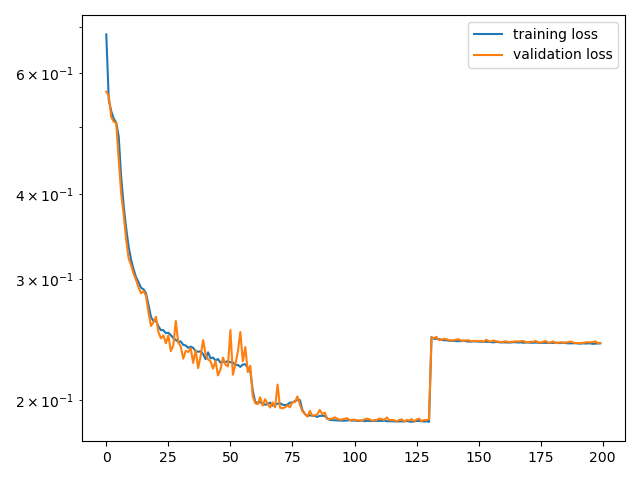 training loss
validation loss
6 × 10⁻¹
4 × 10⁻¹
3 × 10⁻¹
2 × 10⁻¹
0 25 50 75 100 125 150 175 200